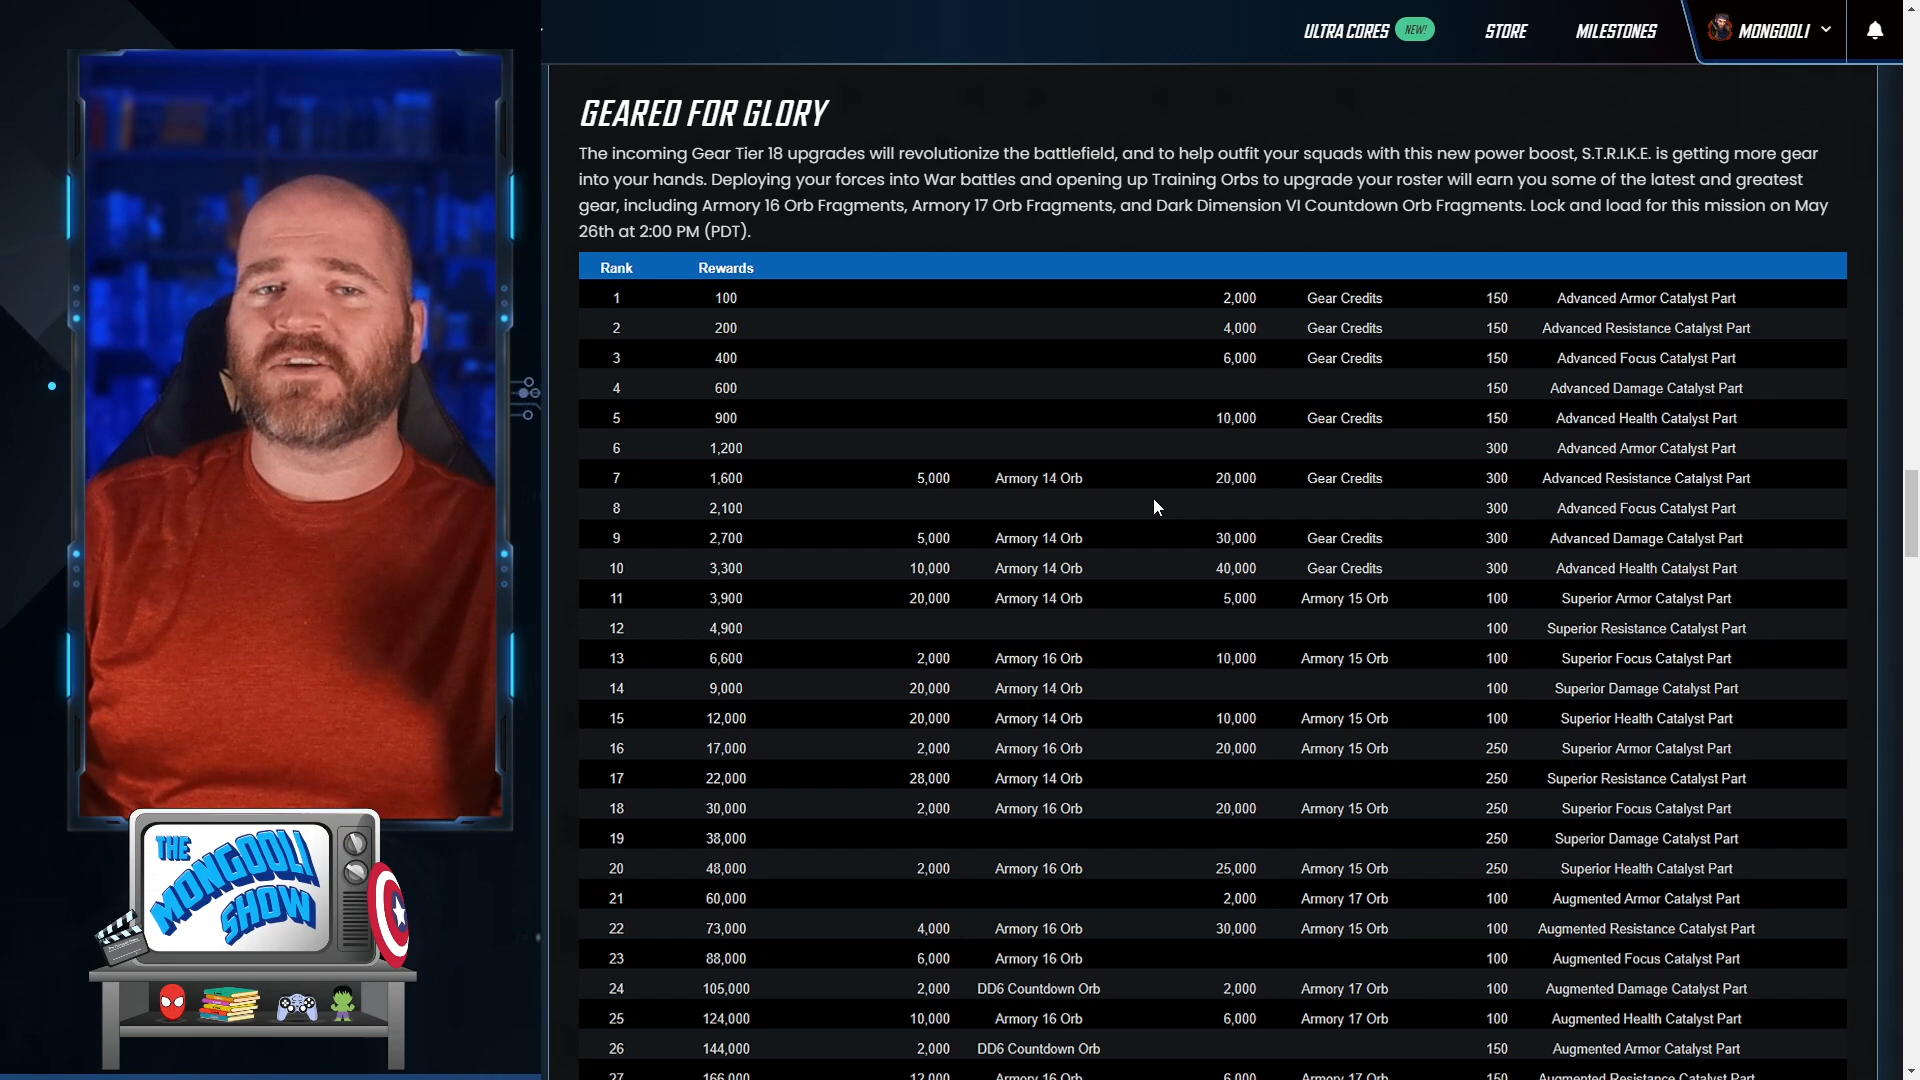 ULTRA CORES NEW! STORE MILESTONES MONGOOLI
GEARED FOR GLORY
The incoming Gear Tier 18 upgrades will revolutionize the battlefield, and to help outfit your squads with this new power boost, S.T.R.I.K.E. is getting more gear
into your hands. Deploying your forces into War battles and opening up Training Orbs to upgrade your roster will earn you some of the latest and greatest
gear, including Armory 16 Orb Fragments, Armory 17 Orb Fragments, and Dark Dimension VI Countdown Orb Fragments. Lock and load for this mission on May
26th at 2:00 PM (PDT).
Rank Rewards
1 100 2,000 Gear Credits 150 Advanced Armor Catalyst Part
2 200 4,000 Gear Credits 150 Advanced Resistance Catalyst Part
3 400 6,000 Gear Credits 150 Advanced Focus Catalyst Part
4 600 150 Advanced Damage Catalyst Part
5 900 10,000 Gear Credits 150 Advanced Health Catalyst Part
6 1,200 300 Advanced Armor Catalyst Part
7 1,600 5,000 Armory 14 Orb 20,000 Gear Credits 300 Advanced Resistance Catalyst Part
8 2,100 300 Advanced Focus Catalyst Part
9 2,700 5,000 Armory 14 Orb 30,000 Gear Credits 300 Advanced Damage Catalyst Part
10 3,300 10,000 Armory 14 Orb 40,000 Gear Credits 300 Advanced Health Catalyst Part
11 3,900 20,000 Armory 14 Orb 5,000 Armory 15 Orb 100 Superior Armor Catalyst Part
12 4,900 100 Superior Resistance Catalyst Part
13 6,600 2,000 Armory 16 Orb 10,000 Armory 15 Orb 100 Superior Focus Catalyst Part
14 9,000 20,000 Armory 14 Orb 100 Superior Damage Catalyst Part
15 12,000 20,000 Armory 14 Orb 10,000 Armory 15 Orb 100 Superior Health Catalyst Part
16 17,000 2,000 Armory 16 Orb 20,000 Armory 15 Orb 250 Superior Armor Catalyst Part
17 22,000 28,000 Armory 14 Orb 250 Superior Resistance Catalyst Part
18 30,000 2,000 Armory 16 Orb 20,000 Armory 15 Orb 250 Superior Focus Catalyst Part
19 38,000 250 Superior Damage Catalyst Part
20 48,000 2,000 Armory 16 Orb 25,000 Armory 15 Orb 250 Superior Health Catalyst Part
21 60,000 2,000 Armory 17 Orb 100 Augmented Armor Catalyst Part
22 73,000 4,000 Armory 16 Orb 30,000 Armory 15 Orb 100 Augmented Resistance Catalyst Part
23 88,000 6,000 Armory 16 Orb 100 Augmented Focus Catalyst Part
24 105,000 2,000 DD6 Countdown Orb 2,000 Armory 17 Orb 100 Augmented Damage Catalyst Part
25 124,000 10,000 Armory 16 Orb 6,000 Armory 17 Orb 100 Augmented Health Catalyst Part
26 144,000 2,000 DD6 Countdown Orb 150 Augmented Armor Catalyst Part
27 166,000 12,000 Armory 16 Orb 6,000 Armory 17 Orb 150 Augmented Resistance Catalyst Part
THE
MONGOOLI
SHOW